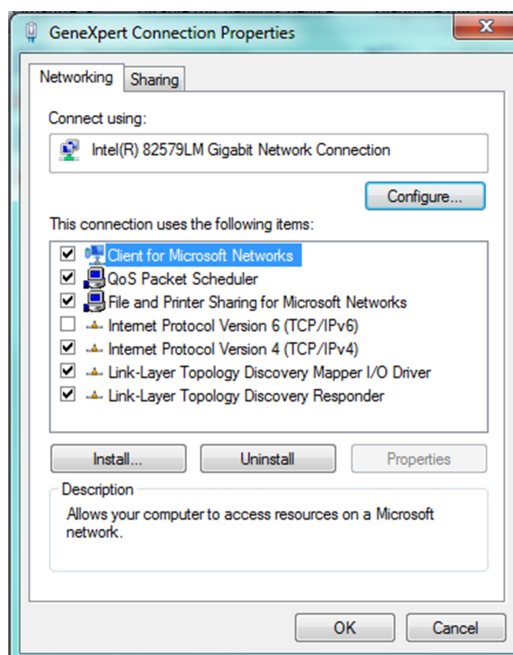 GeneXpert Connection Properties
Networking
Sharing
Connect using:
Intel(R) 82579LM Gigabit Network Connection
Configure...
This connection uses the following items:
Client for Microsoft Networks
QoS Packet Scheduler
File and Printer Sharing for Microsoft Networks
Internet Protocol Version 6 (TCP/IPv6)
Internet Protocol Version 4 (TCP/IPv4)
Link-Layer Topology Discovery Mapper I/O Driver
Link-Layer Topology Discovery Responder
Install...
Uninstall
Properties
Description
Allows your computer to access resources on a Microsoft
network.
OK
Cancel